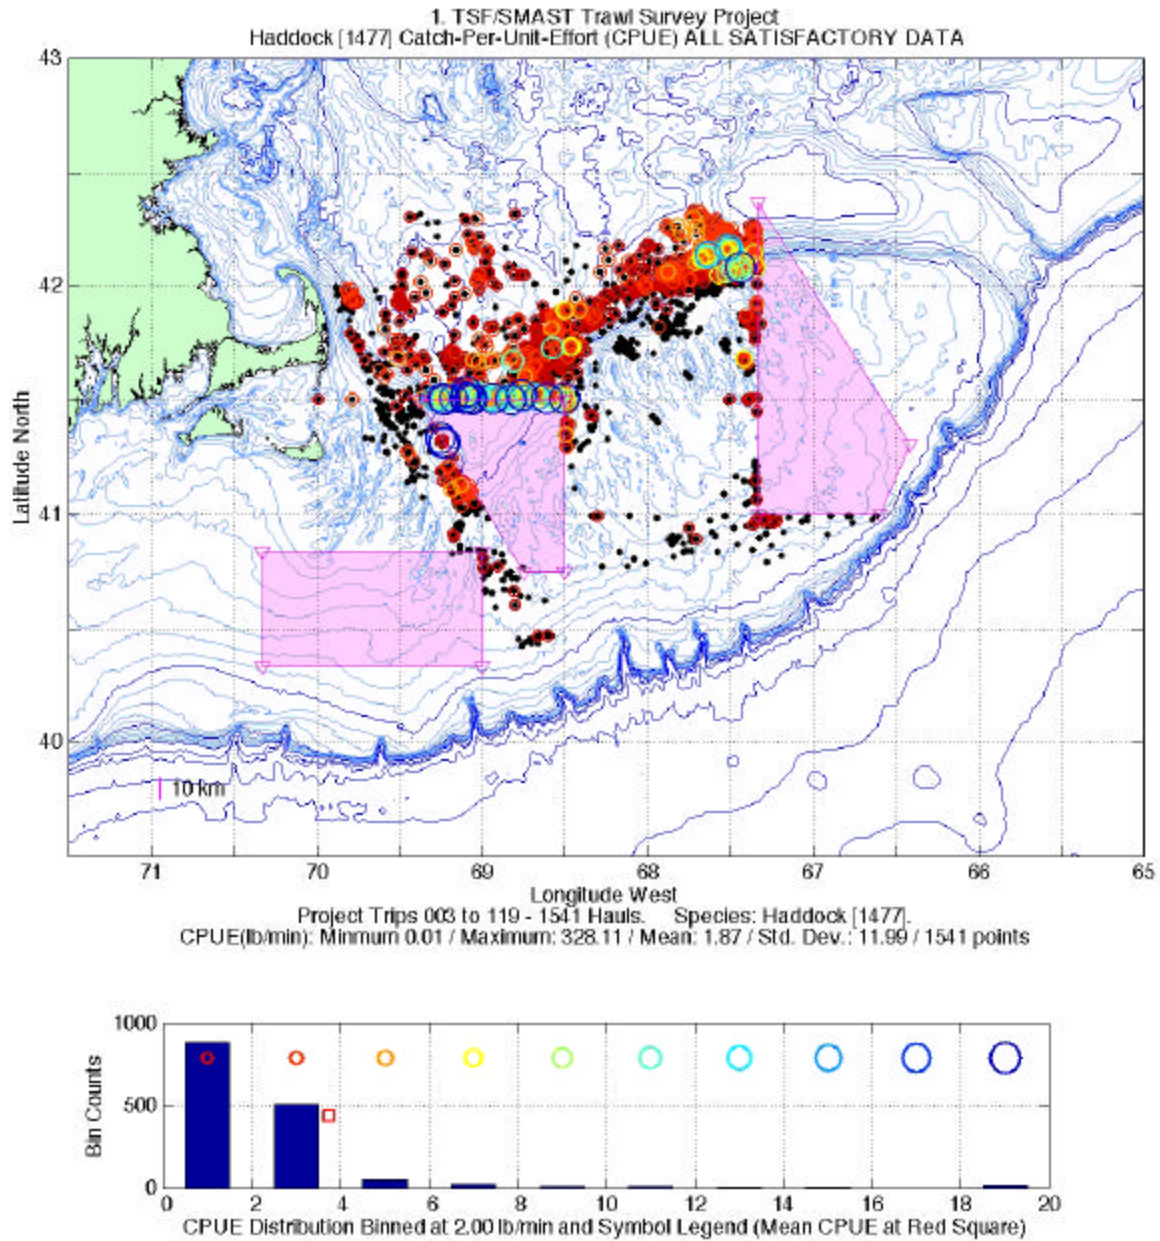 1. TSF/SMAST Trawl Survey Project
Haddock [1477] Catch-Per-Unit-Effort (CPUE) ALL SATISFACTORY DATA
43
42
41
40
Latitude North
10 km
71 70 69 68 67 66 65
Longitude West
Project Trips 003 to 119 - 1541 Hauls. Species: Haddock [1477].
CPUE(lb/min): Minmum 0.01 / Maximum: 328.11 / Mean: 1.87 / Std. Dev.: 11.99 / 1541 points
1000
500
0
Bin Counts
0 2 4 6 8 10 12 14 16 18 20
CPUE Distribution Binned at 2.00 lb/min and Symbol Legend (Mean CPUE at Red Square)